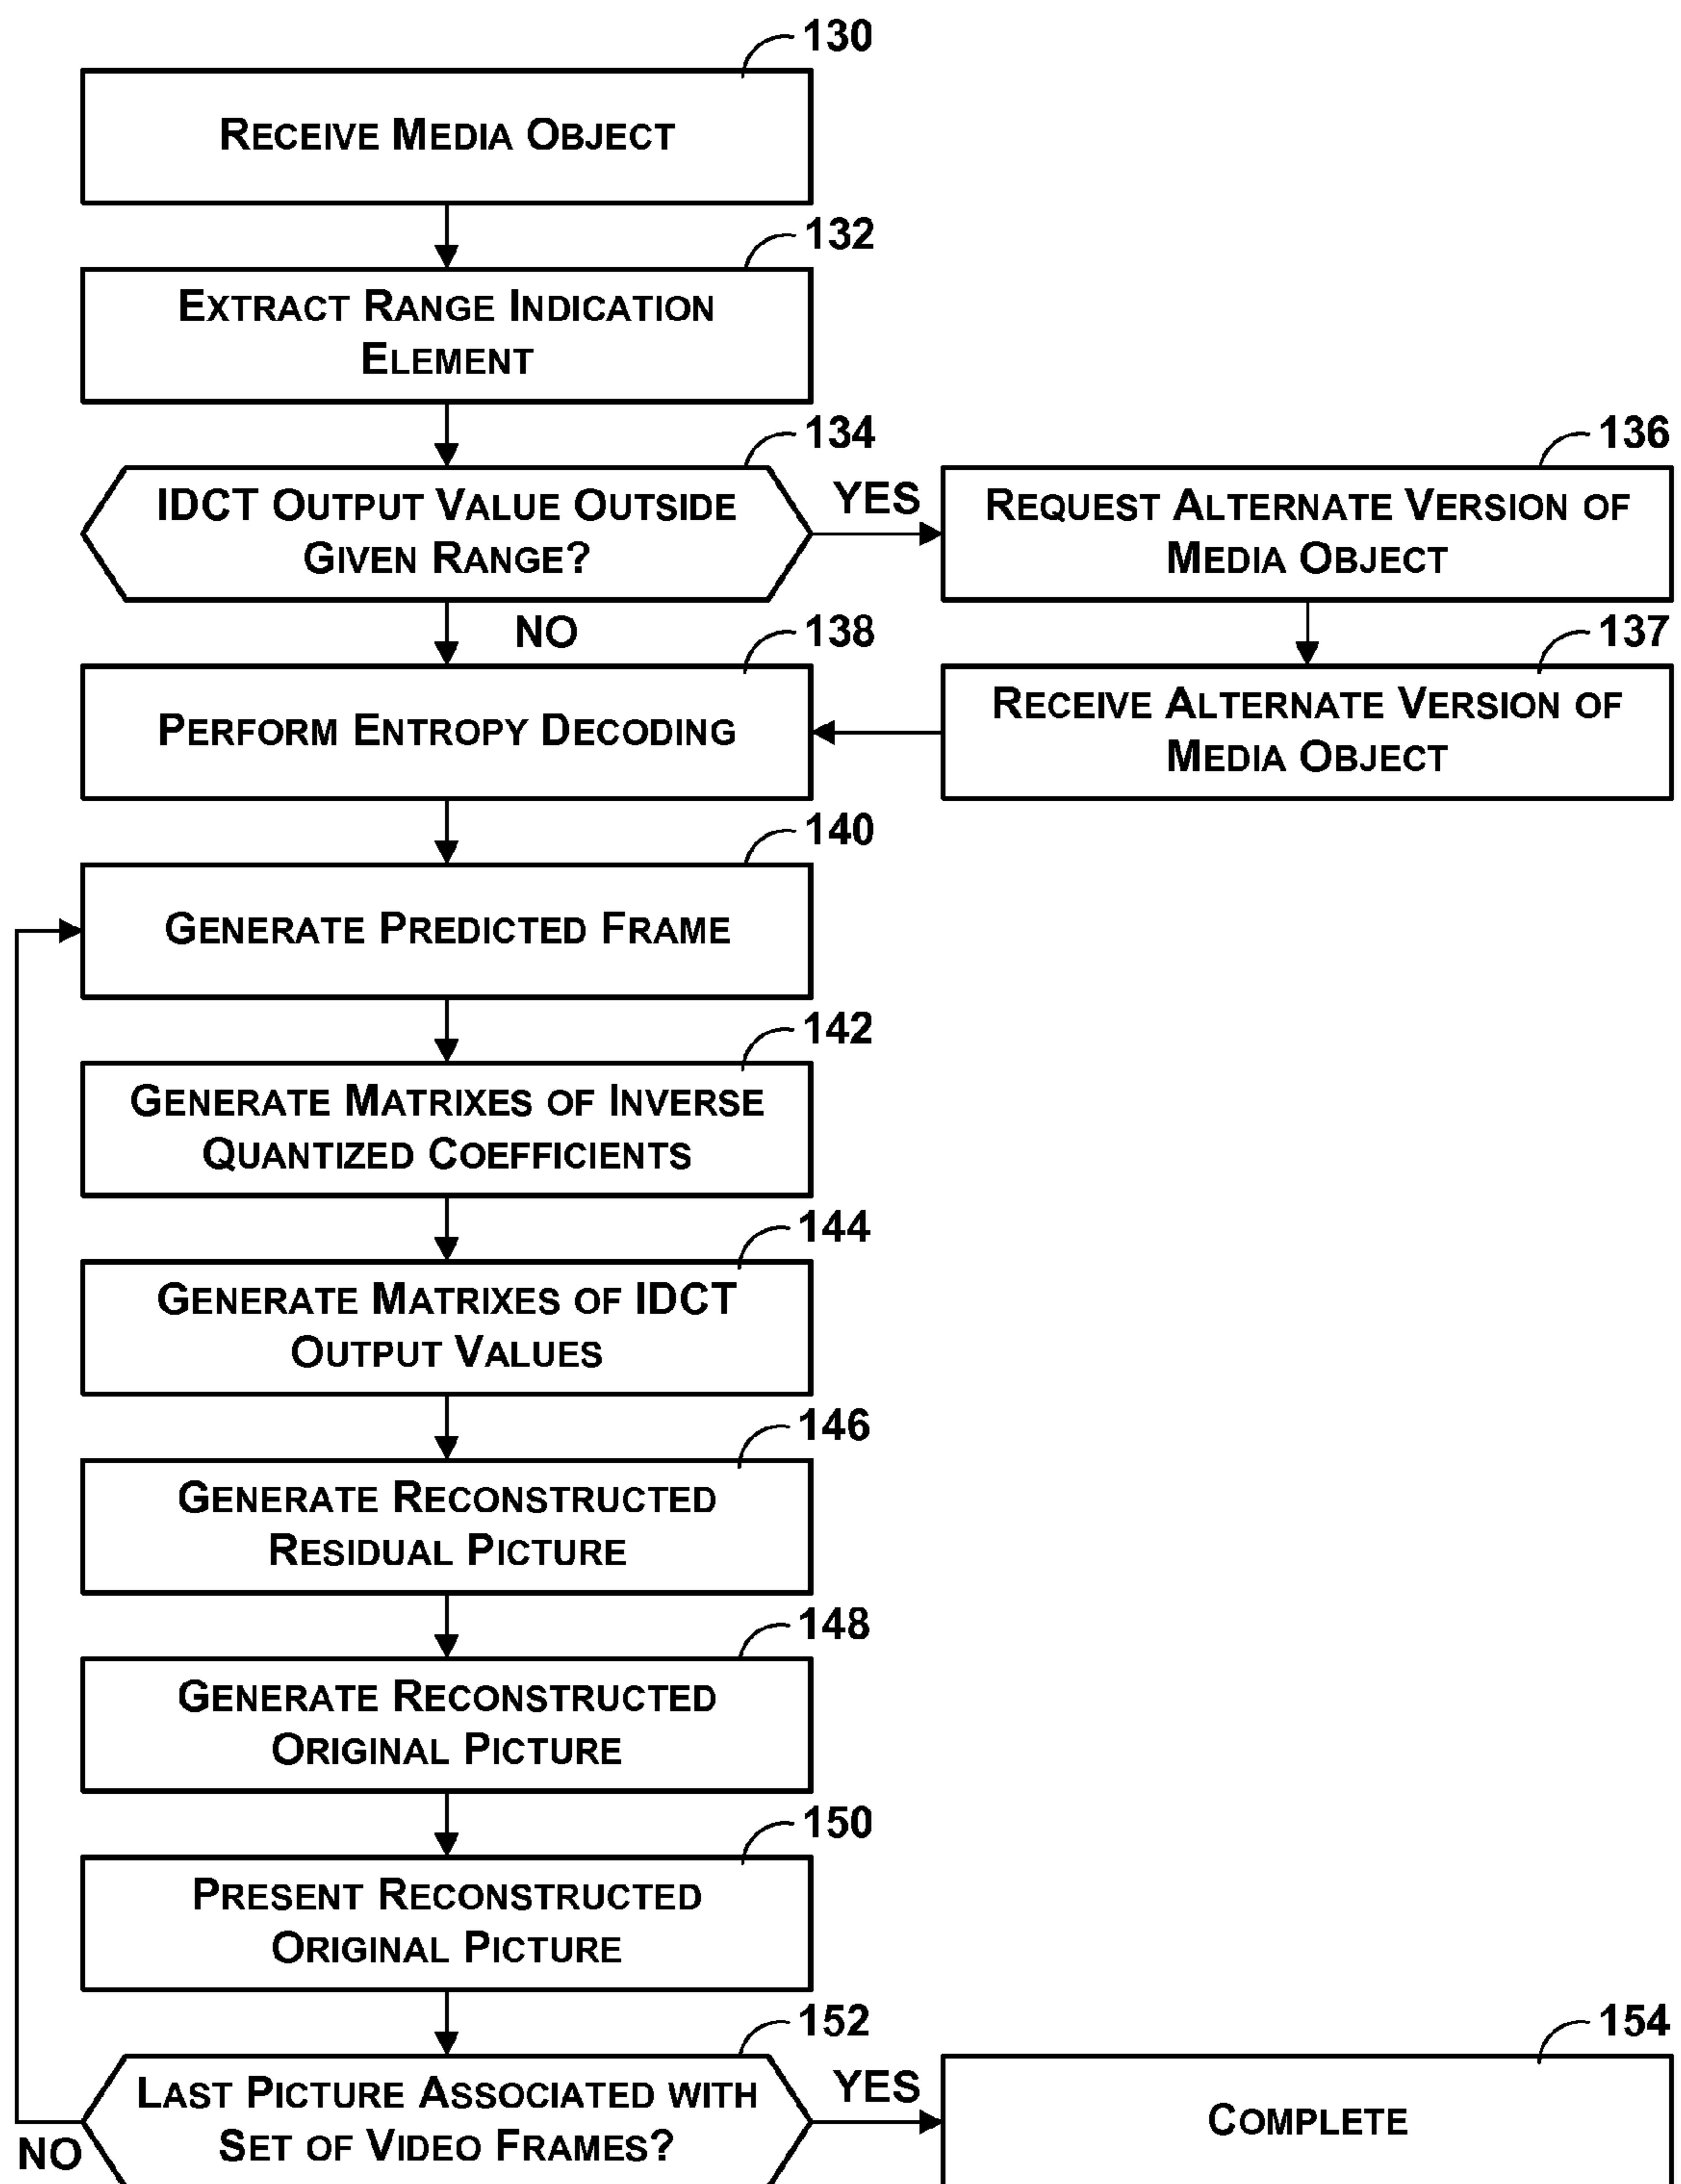 130
RECEIVE MEDIA OBJECT
132
EXTRACT RANGE INDICATION
ELEMENT
134
IDCT OUTPUT VALUE OUTSIDE
GIVEN RANGE?
YES
136
REQUEST ALTERNATE VERSION OF
MEDIA OBJECT
NO
138
PERFORM ENTROPY DECODING
137
RECEIVE ALTERNATE VERSION OF
MEDIA OBJECT
140
GENERATE PREDICTED FRAME
142
GENERATE MATRIXES OF INVERSE
QUANTIZED COEFFICIENTS
144
GENERATE MATRIXES OF IDCT
OUTPUT VALUES
146
GENERATE RECONSTRUCTED
RESIDUAL PICTURE
148
GENERATE RECONSTRUCTED
ORIGINAL PICTURE
150
PRESENT RECONSTRUCTED
ORIGINAL PICTURE
152
LAST PICTURE ASSOCIATED WITH
SET OF VIDEO FRAMES?
NO
YES
154
COMPLETE